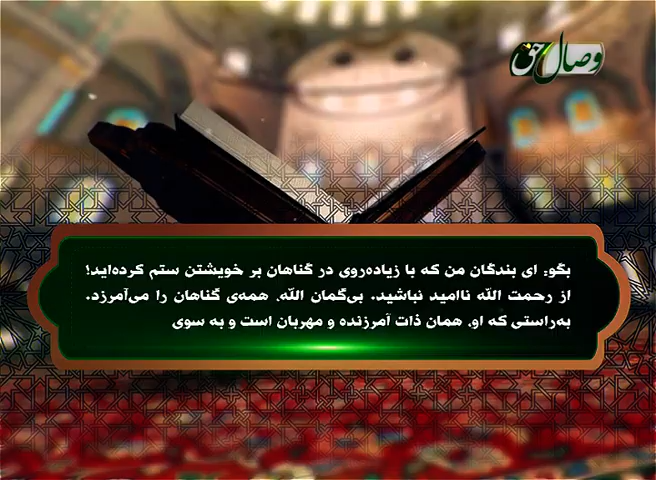 وصال حق
بگو: ای بندگان من که با زیاده‌روی در گناهان بر خویشتن ستم کرده‌اید!
از رحمت الله ناامید نباشید. بی‌گمان الله، همه‌ی گناهان را می‌آمرزد.
به‌راستی که او، همان ذات آمرزنده و مهربان است و به سوی